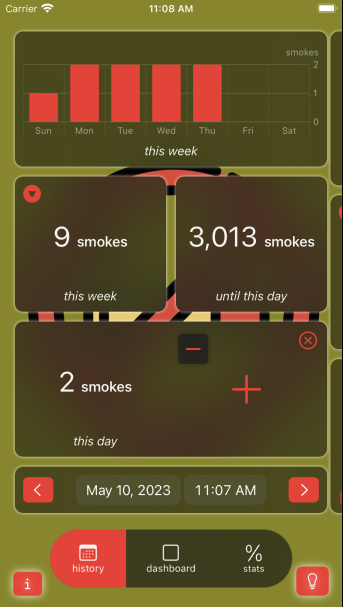 Carrier 11:08 AM
smokes
2
1
0
Sun Mon Tue Wed Thu Fri Sat
this week
9 smokes 3,013 smokes
this week until this day
2 smokes
this day
May 10, 2023 11:07 AM
history dashboard % stats
i